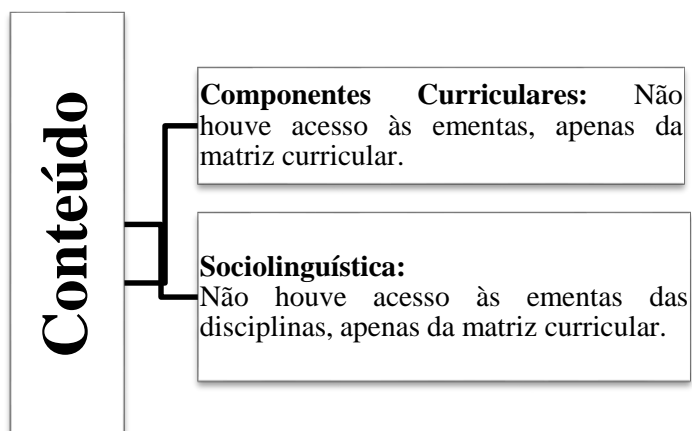 Conteúdo
Componentes Curriculares: Não
houve acesso às ementas, apenas da
matriz curricular.
Sociolinguística:
Não houve acesso às ementas das
disciplinas, apenas da matriz curricular.